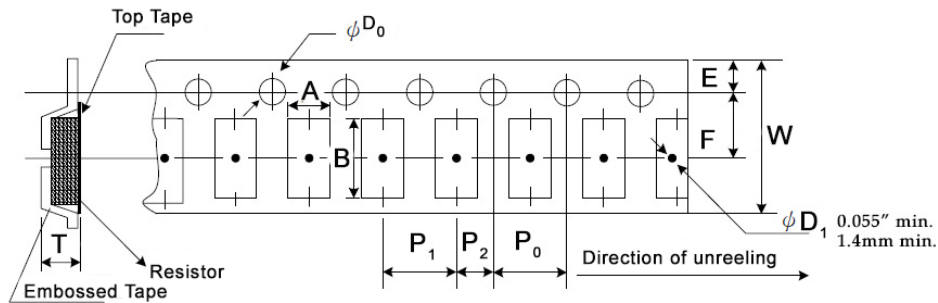 Top Tape
ϕD₀
A
E
F
W
B
ϕD₁ 0.055" min.
1.4mm min.
T
P₁
P₂
P₀
Direction of unreeling
Resistor
Embossed Tape